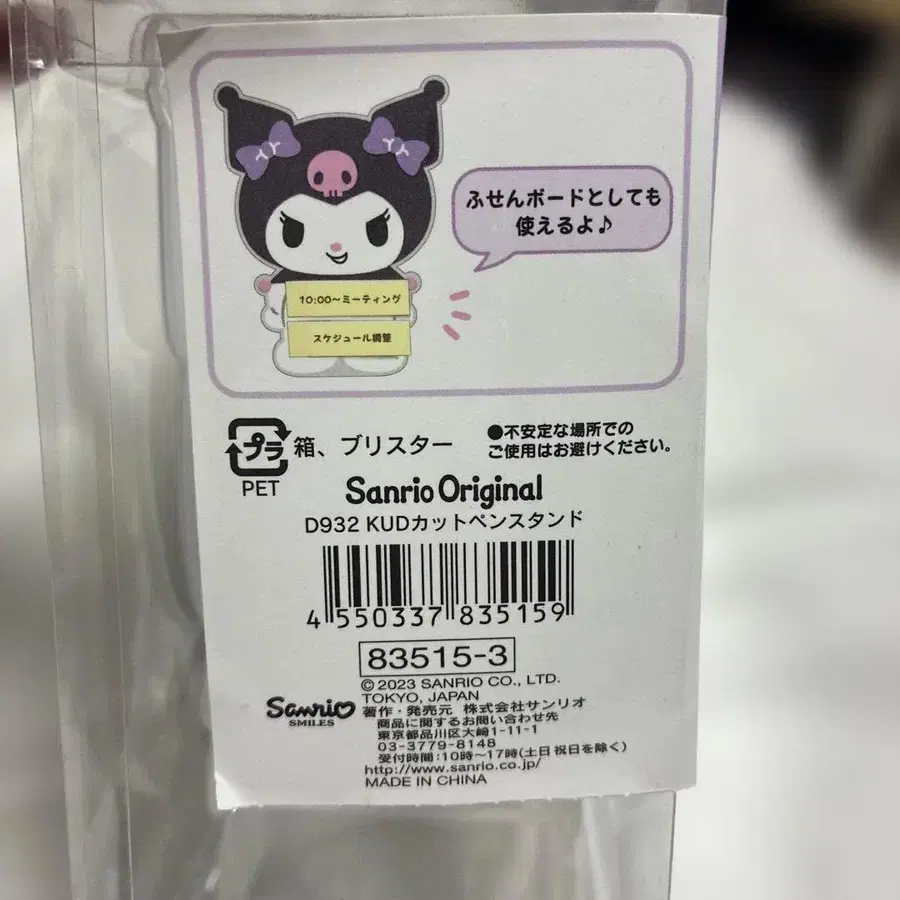 ふせんボードとしても
使えるよ♪
10:00～ミーティング
スケジュール調整
プラ
PET
箱、ブリスター
●不安定な場所での
ご使用はお避けください。
Sanrio Original
D932 KUDカットペンスタンド
4 550337 835159
83515-3
©2023 SANRIO CO., LTD.
TOKYO, JAPAN
Sanrio
SMILES
著作・発売元 株式会社サンリオ
商品に関するお問い合わせ先
東京都品川区大崎1-11-1
03-3779-8148
受付時間：10時～17時(土日祝日を除く)
http://www.sanrio.co.jp/
MADE IN CHINA